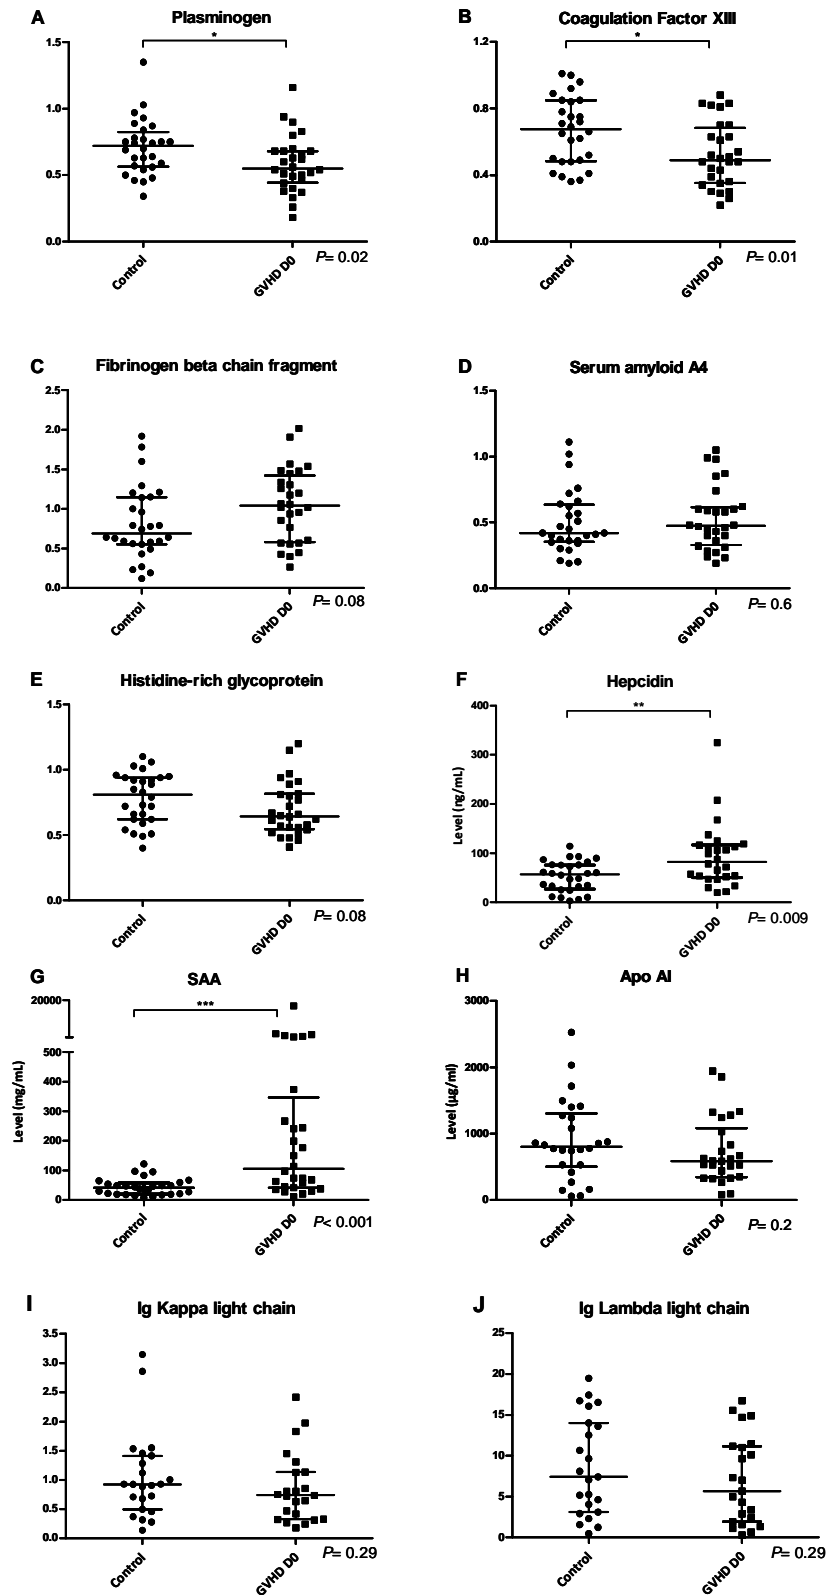 A
Plasminogen
*
1.5
1.0
0.5
0.0
Control
GVHD D0
P= 0.02
B
Coagulation Factor XIII
*
1.2
0.8
0.4
0.0
Control
GVHD D0
P= 0.01
C
Fibrinogen beta chain fragment
2.5
2.0
1.5
1.0
0.5
0.0
Control
GVHD D0
P= 0.08
D
Serum amyloid A4
1.5
1.0
0.5
0.0
Control
GVHD D0
P= 0.6
E
Histidine-rich glycoprotein
1.5
1.0
0.5
0.0
Control
GVHD D0
P= 0.08
F
Hepcidin
**
400
300
200
100
0
Level (ng/mL)
Control
GVHD D0
P= 0.009
G
SAA
***
20000
500
400
300
200
100
0
Level (mg/mL)
Control
GVHD D0
P< 0.001
H
Apo AI
3000
2000
1000
0
Level (µg/ml)
Control
GVHD D0
P= 0.2
I
Ig Kappa light chain
3.5
3.0
2.5
2.0
1.5
1.0
0.5
0.0
Control
GVHD D0
P= 0.29
J
Ig Lambda light chain
25
20
15
10
5
0
Control
GVHD D0
P= 0.29